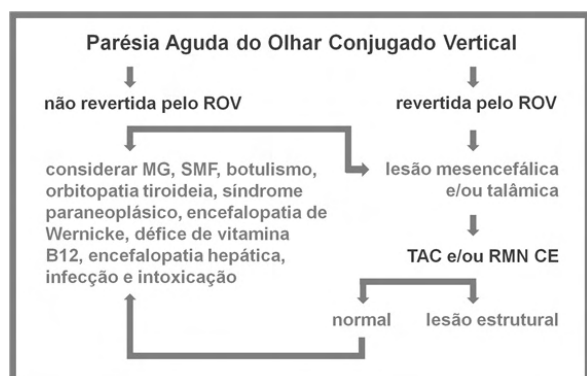 Parésia Aguda do Olhar Conjugado Vertical
não revertida pelo ROV
revertida pelo ROV
considerar MG, SMF, botulismo,
orbitopatia tiroideia, síndrome
paraneoplásico, encefalopatia de
Wernicke, défice de vitamina
B12, encefalopatia hepática,
infecção e intoxicação
lesão mesencefálica
e/ou talâmica
TAC e/ou RMN CE
normal
lesão estrutural